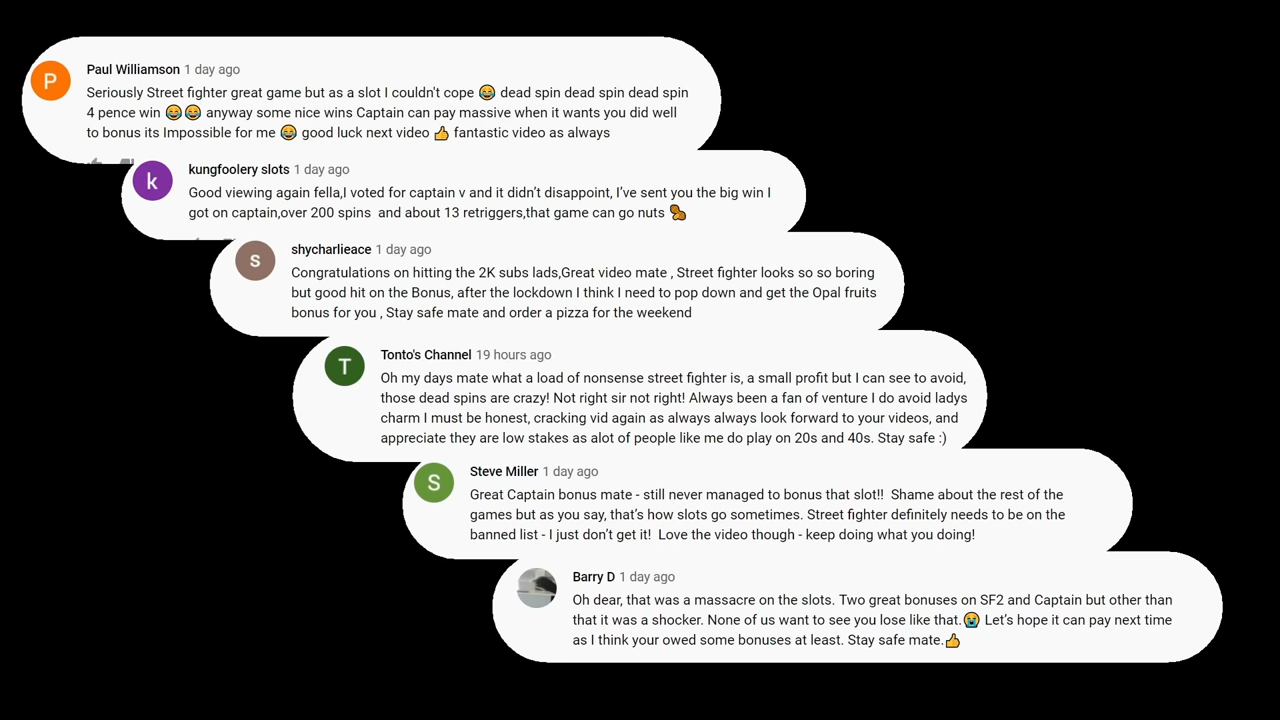 P
Paul Williamson 1 day ago
Seriously Street fighter great game but as a slot I couldn't cope 😂 dead spin dead spin dead spin
4 pence win 😂😂 anyway some nice wins Captain can pay massive when it wants you did well
to bonus its Impossible for me 😂 good luck next video 👍 fantastic video as always
k
kungfoolery slots 1 day ago
Good viewing again fella,I voted for captain v and it didn’t disappoint, I’ve sent you the big win I
got on captain,over 200 spins  and about 13 retriggers,that game can go nuts 🥜
s
shycharlieace 1 day ago
Congratulations on hitting the 2K subs lads,Great video mate , Street fighter looks so so boring
but good hit on the Bonus, after the lockdown I think I need to pop down and get the Opal fruits
bonus for you , Stay safe mate and order a pizza for the weekend
T
Tonto's Channel 19 hours ago
Oh my days mate what a load of nonsense street fighter is, a small profit but I can see to avoid,
those dead spins are crazy! Not right sir not right! Always been a fan of venture I do avoid ladys
charm I must be honest, cracking vid again as always always look forward to your videos, and
appreciate they are low stakes as alot of people like me do play on 20s and 40s. Stay safe :)
S
Steve Miller 1 day ago
Great Captain bonus mate - still never managed to bonus that slot!!  Shame about the rest of the
games but as you say, that’s how slots go sometimes. Street fighter definitely needs to be on the
banned list - I just don’t get it!  Love the video though - keep doing what you doing!
Barry D 1 day ago
Oh dear, that was a massacre on the slots. Two great bonuses on SF2 and Captain but other than
that it was a shocker. None of us want to see you lose like that.😭 Let’s hope it can pay next time
as I think your owed some bonuses at least. Stay safe mate.👍